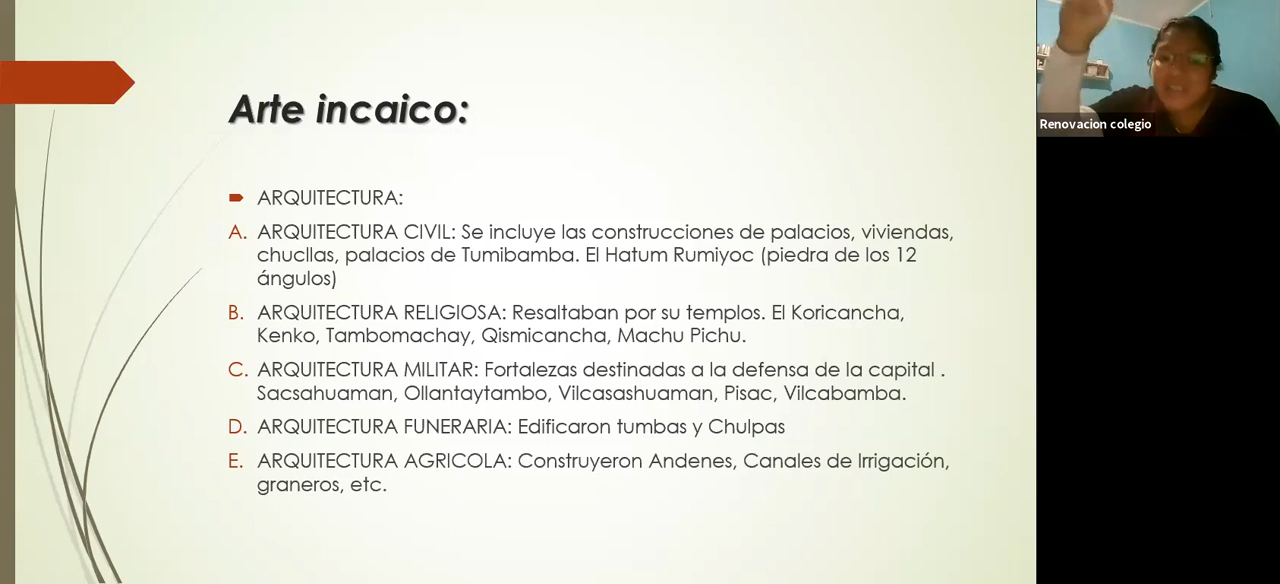 Arte incaico:
ARQUITECTURA:
A. ARQUITECTURA CIVIL: Se incluye las construcciones de palacios, viviendas,
chucllas, palacios de Tumibamba. El Hatum Rumiyoc (piedra de los 12
ángulos)
B. ARQUITECTURA RELIGIOSA: Resaltaban por su templos. El Koricancha,
Kenko, Tambomachay, Qismicancha, Machu Pichu.
C. ARQUITECTURA MILITAR: Fortalezas destinadas a la defensa de la capital .
Sacsahuaman, Ollantaytambo, Vilcasashuaman, Pisac, Vilcabamba.
D. ARQUITECTURA FUNERARIA: Edificaron tumbas y Chulpas
E. ARQUITECTURA AGRICOLA: Construyeron Andenes, Canales de Irrigación,
graneros, etc.
Renovacion colegio